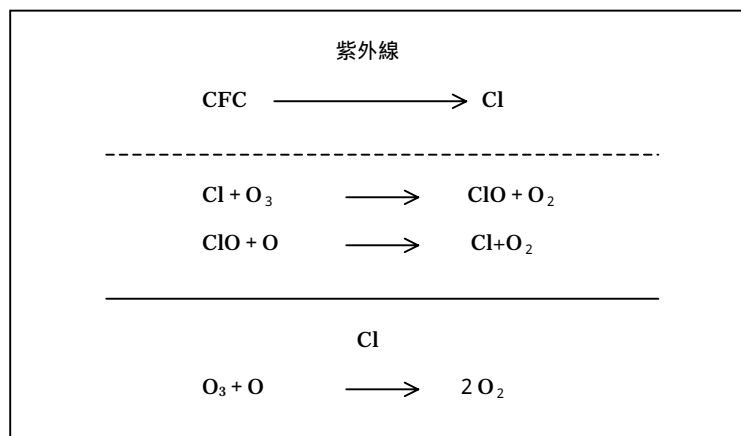 紫外線
CFC ⟶ Cl
Cl + O₃ ⟶ ClO + O₂
ClO + O ⟶ Cl+O₂
Cl
O₃ + O ⟶ 2 O₂